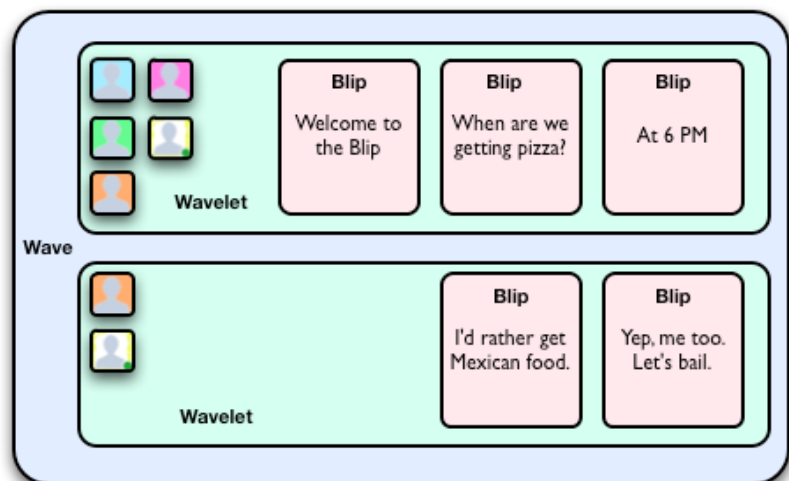 Blip
Welcome to
the Blip
Blip
When are we
getting pizza?
Blip
At 6 PM
Wavelet
Wave
Blip
I'd rather get
Mexican food.
Blip
Yep, me too.
Let's bail.
Wavelet